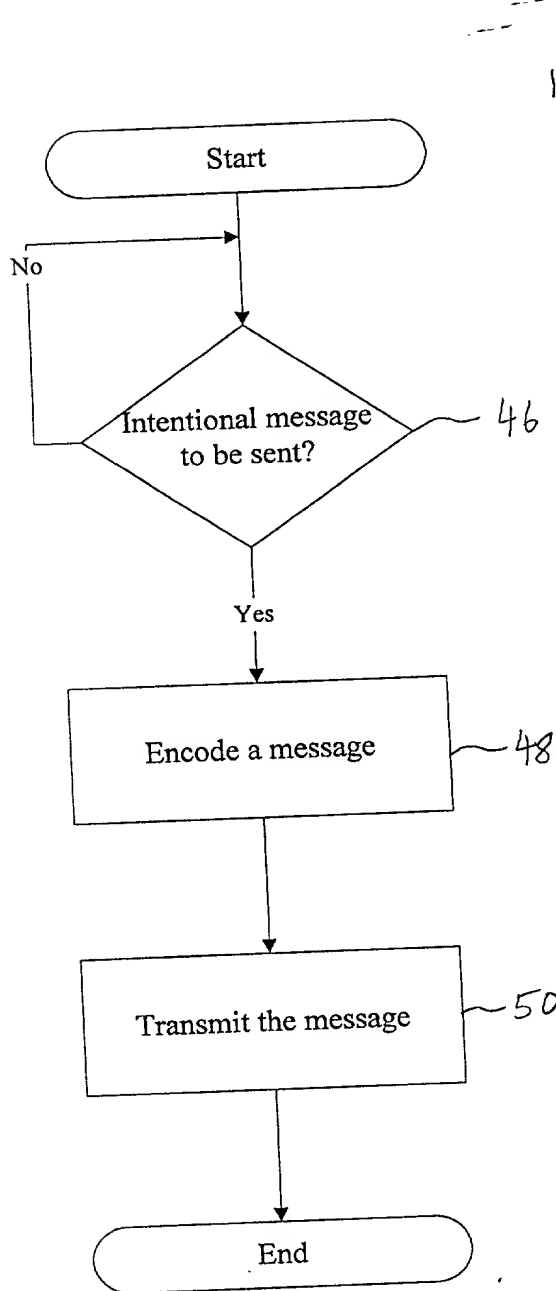 Start
No
Intentional message
to be sent?
46
Yes
Encode a message
48
Transmit the message
50
End